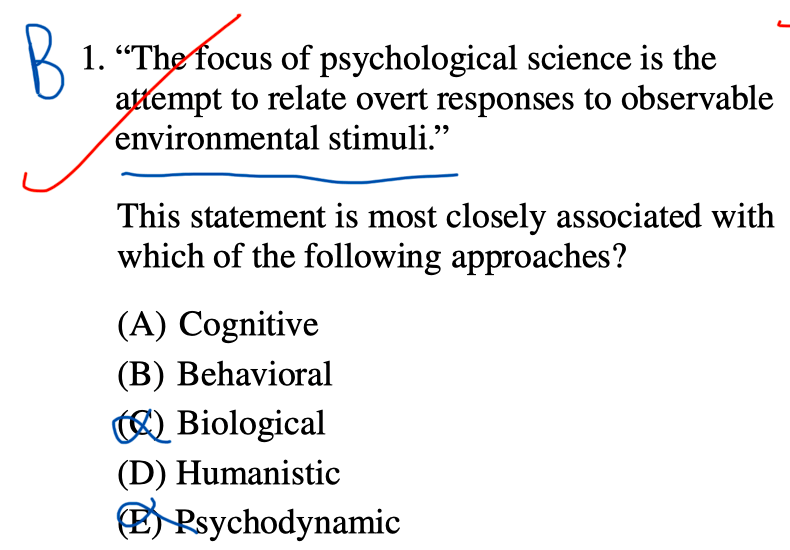 B
1. “The focus of psychological science is the
attempt to relate overt responses to observable
environmental stimuli.”
This statement is most closely associated with
which of the following approaches?
(A) Cognitive
(B) Behavioral
(C) Biological
(D) Humanistic
(E) Psychodynamic